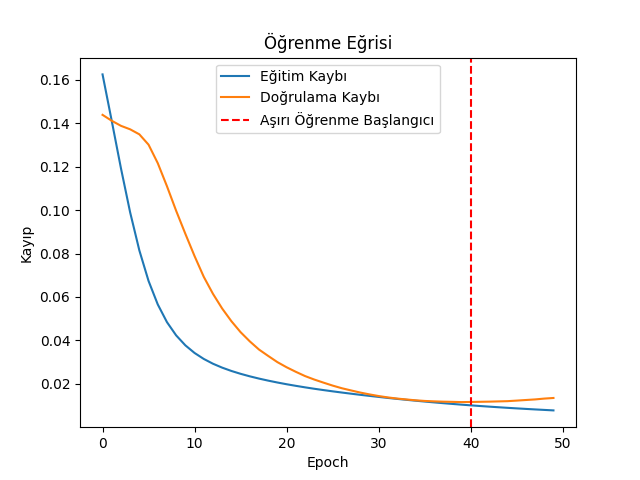 Öğrenme Eğrisi
Eğitim Kaybı
Doğrulama Kaybı
Aşırı Öğrenme Başlangıcı
Kayıp
0.16
0.14
0.12
0.10
0.08
0.06
0.04
0.02
0 10 20 30 40 50
Epoch